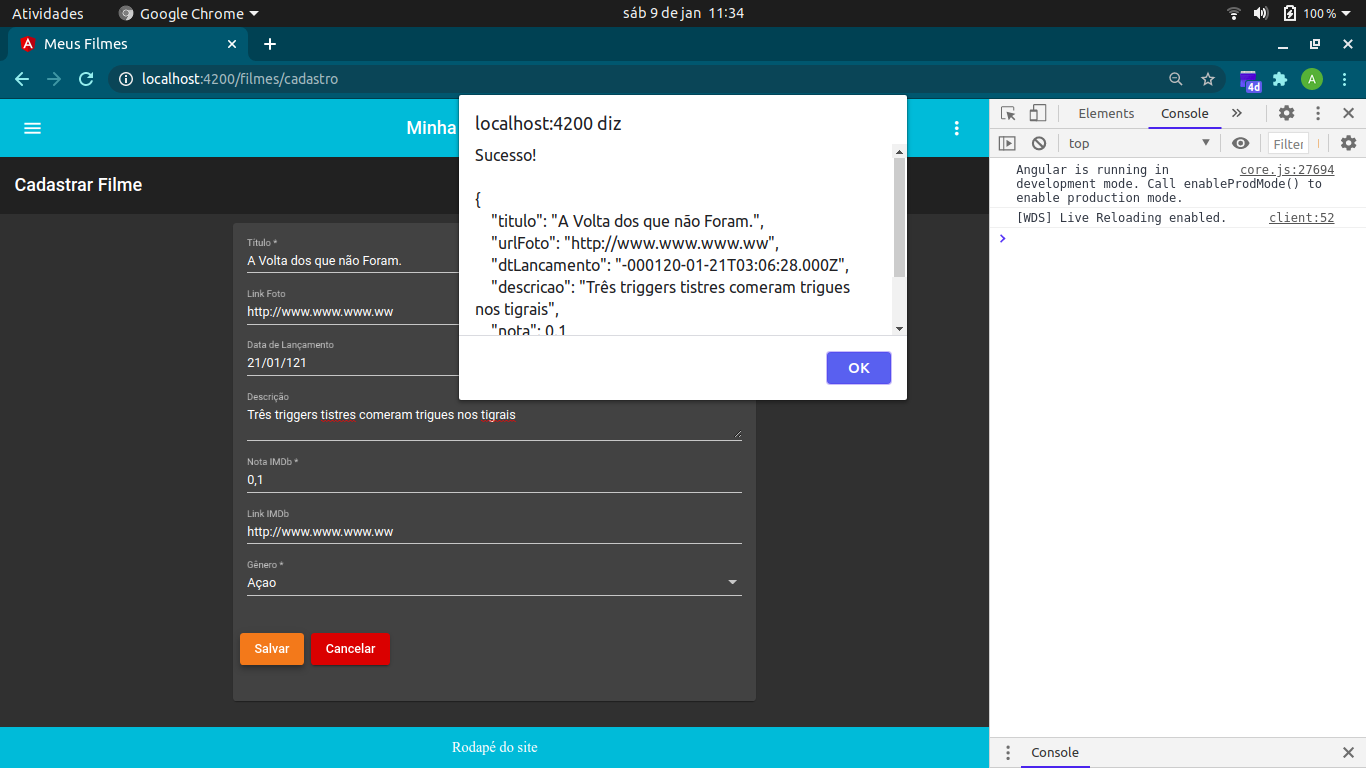 Atividades
Google Chrome
sáb 9 de jan 11:34
100 %
Meus Filmes
localhost:4200/filmes/cadastro
4d
A
Minha
Cadastrar Filme
localhost:4200 diz
Sucesso!
{
"titulo": "A Volta dos que não Foram.",
"urlFoto": "http://www.www.www.ww",
"dtLancamento": "-000120-01-21T03:06:28.000Z",
"descricao": "Três triggers tistres comeram trigues
nos tigrais",
"nota": 0.1
OK
Título *
A Volta dos que não Foram.
Link Foto
http://www.www.www.ww
Data de Lançamento
21/01/121
Descrição
Três triggers tistres comeram trigues nos tigrais
Nota IMDb *
0,1
Link IMDb
http://www.www.www.ww
Gênero *
Açao
Salvar
Cancelar
Rodapé do site
Elements
Console
top
Filter
Angular is running in core.js:27694
development mode. Call enableProdMode() to
enable production mode.
[WDS] Live Reloading enabled. client:52
Console